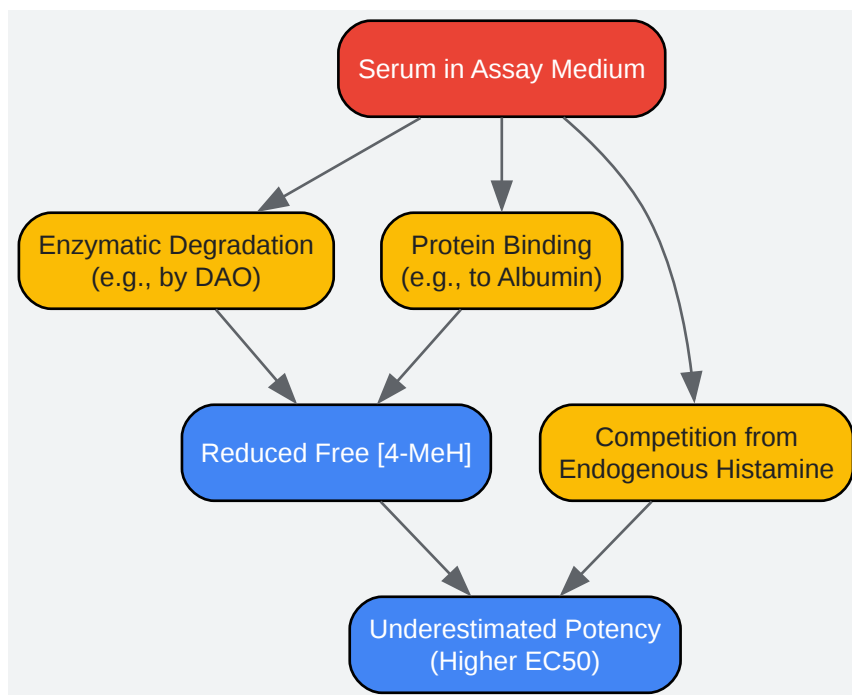 Serum in Assay Medium
Enzymatic Degradation
(e.g., by DAO)
Protein Binding
(e.g., to Albumin)
Reduced Free [4-MeH]
Competition from
Endogenous Histamine
Underestimated Potency
(Higher EC50)